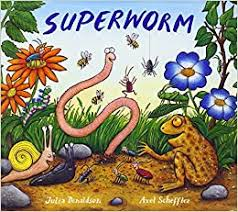 SUPERWORM
Julia Donaldson Axel Scheffler